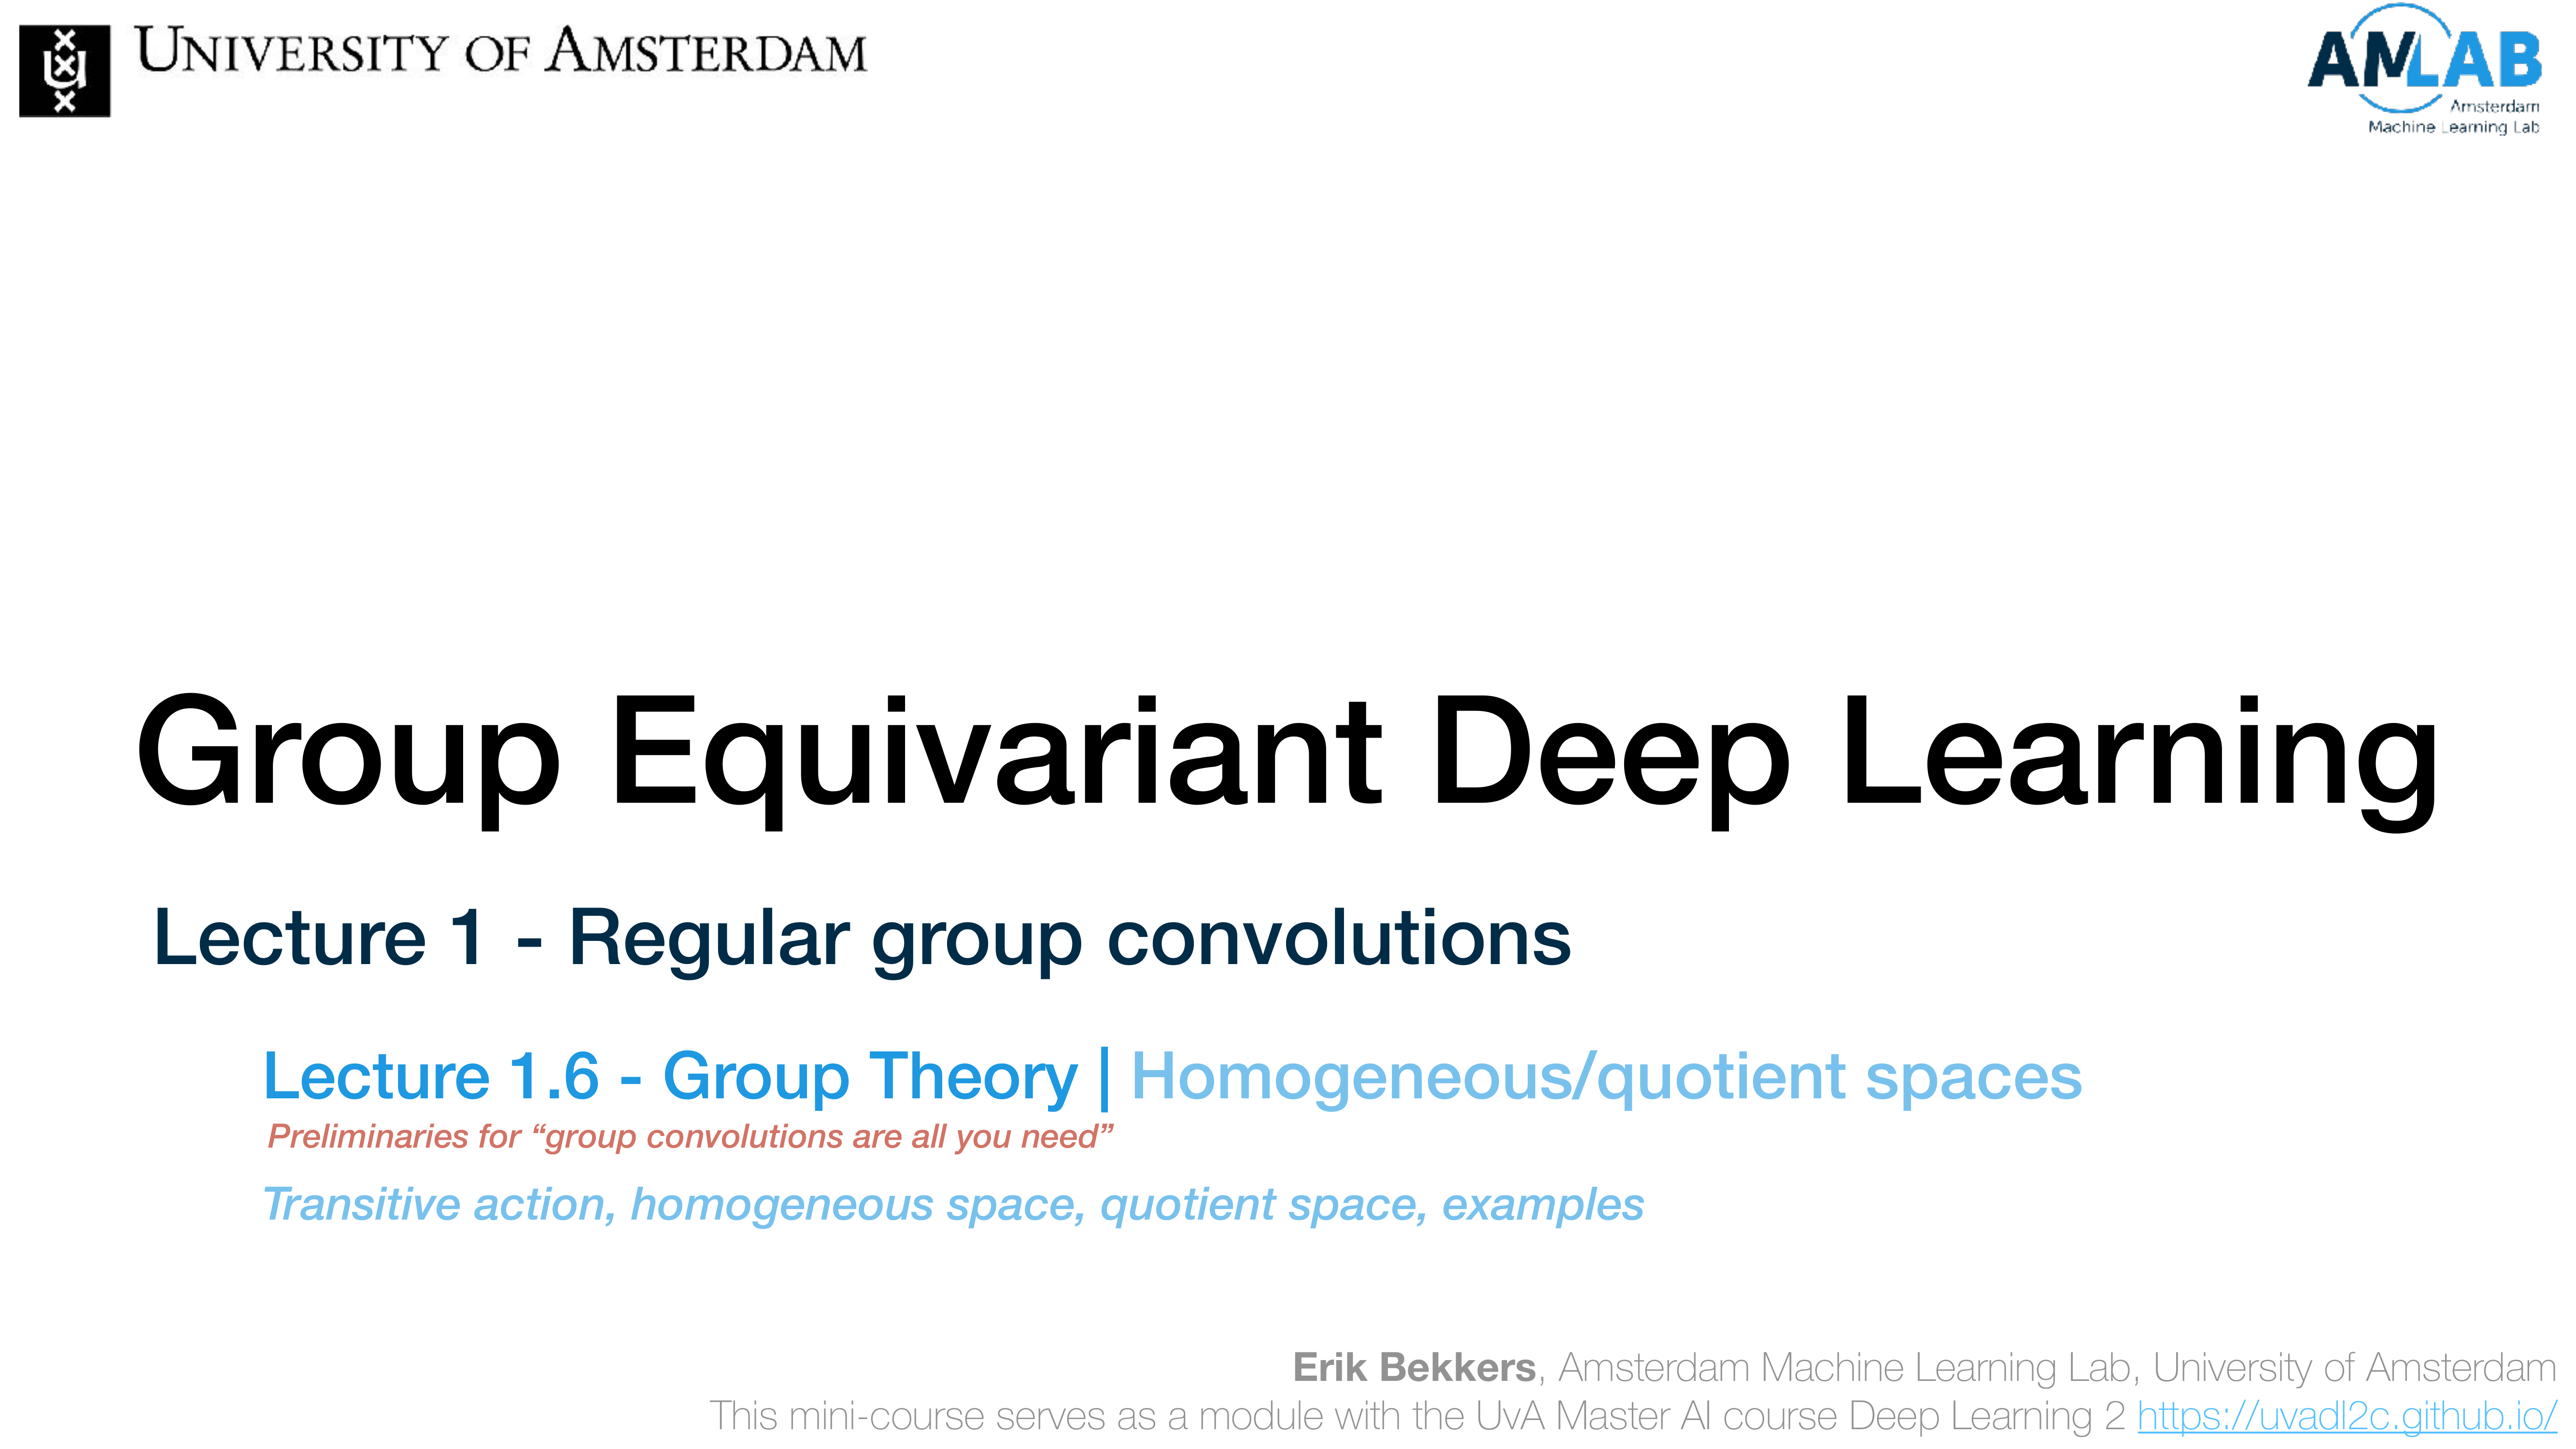 UNIVERSITY OF AMSTERDAM
AMLAB
Amsterdam
Machine Learning Lab
Group Equivariant Deep Learning
Lecture 1 - Regular group convolutions
Lecture 1.6 - Group Theory | Homogeneous/quotient spaces
Preliminaries for “group convolutions are all you need”
Transitive action, homogeneous space, quotient space, examples
Erik Bekkers, Amsterdam Machine Learning Lab, University of Amsterdam
This mini-course serves as a module with the UvA Master AI course Deep Learning 2 https://uvadl2c.github.io/